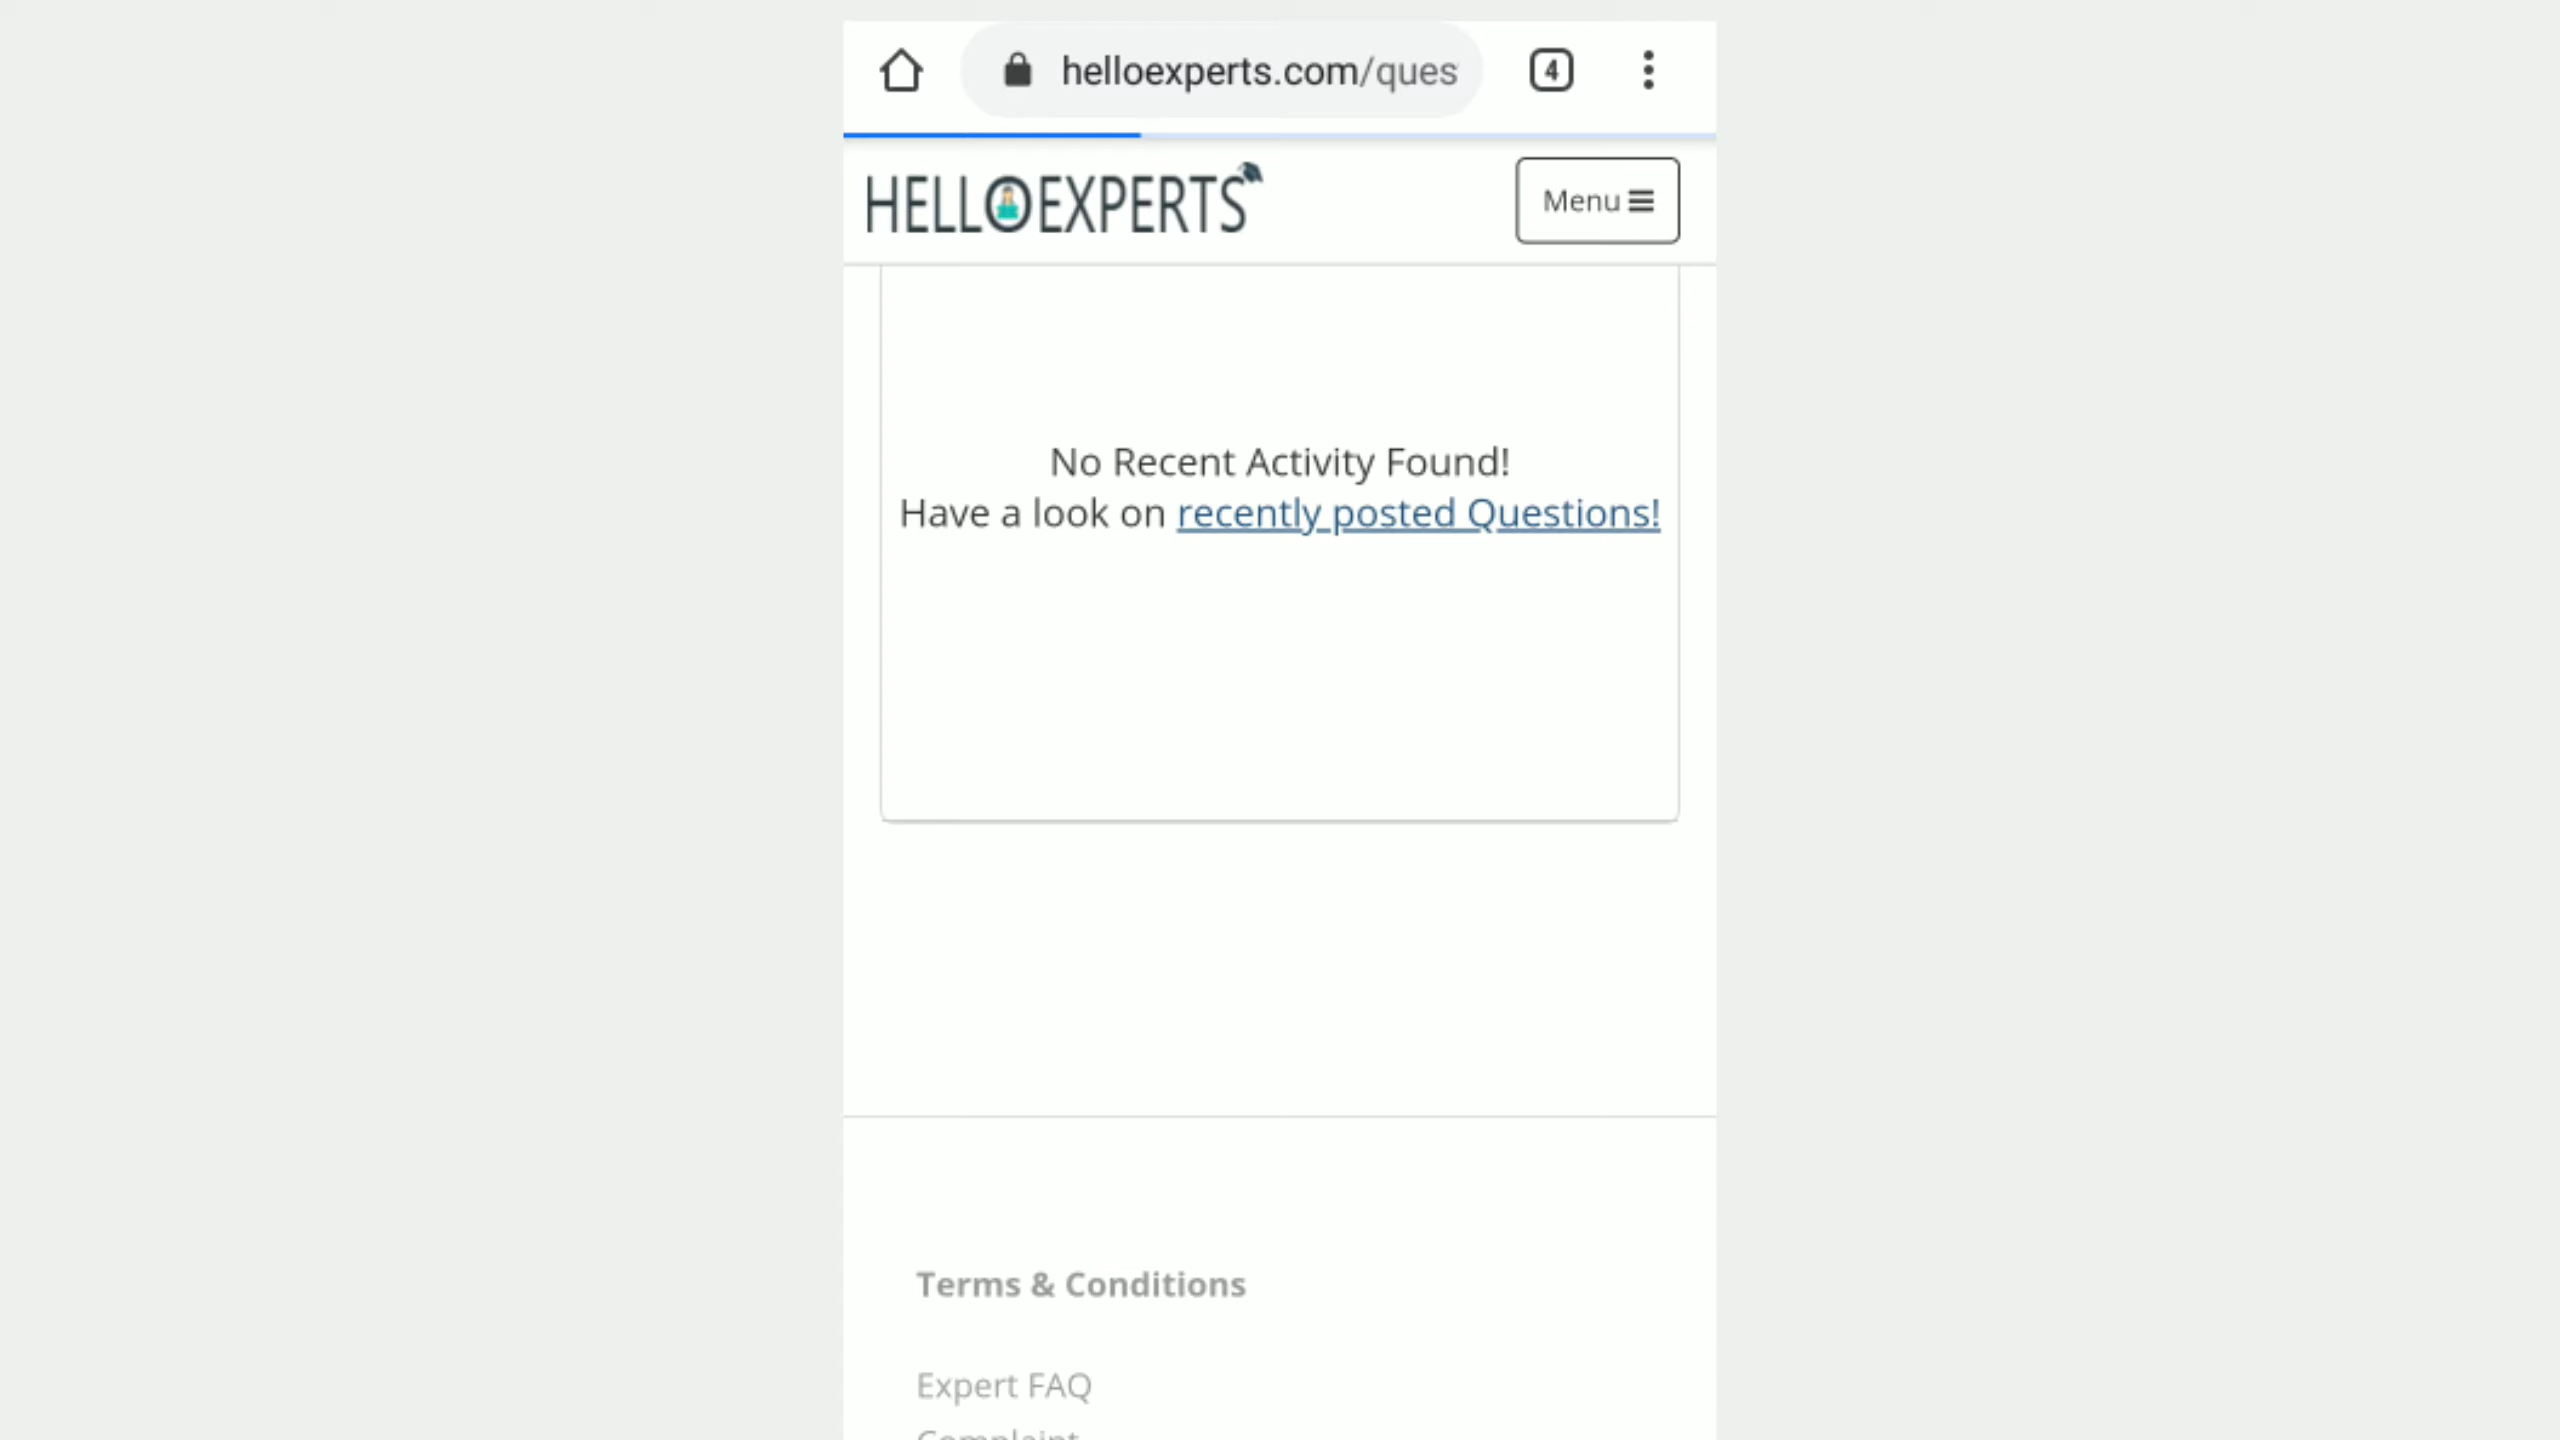 helloexperts.com/ques
4
HELLOEXPERTS
Menu
No Recent Activity Found!
Have a look on recently posted Questions!
Terms & Conditions
Expert FAQ
Complaint